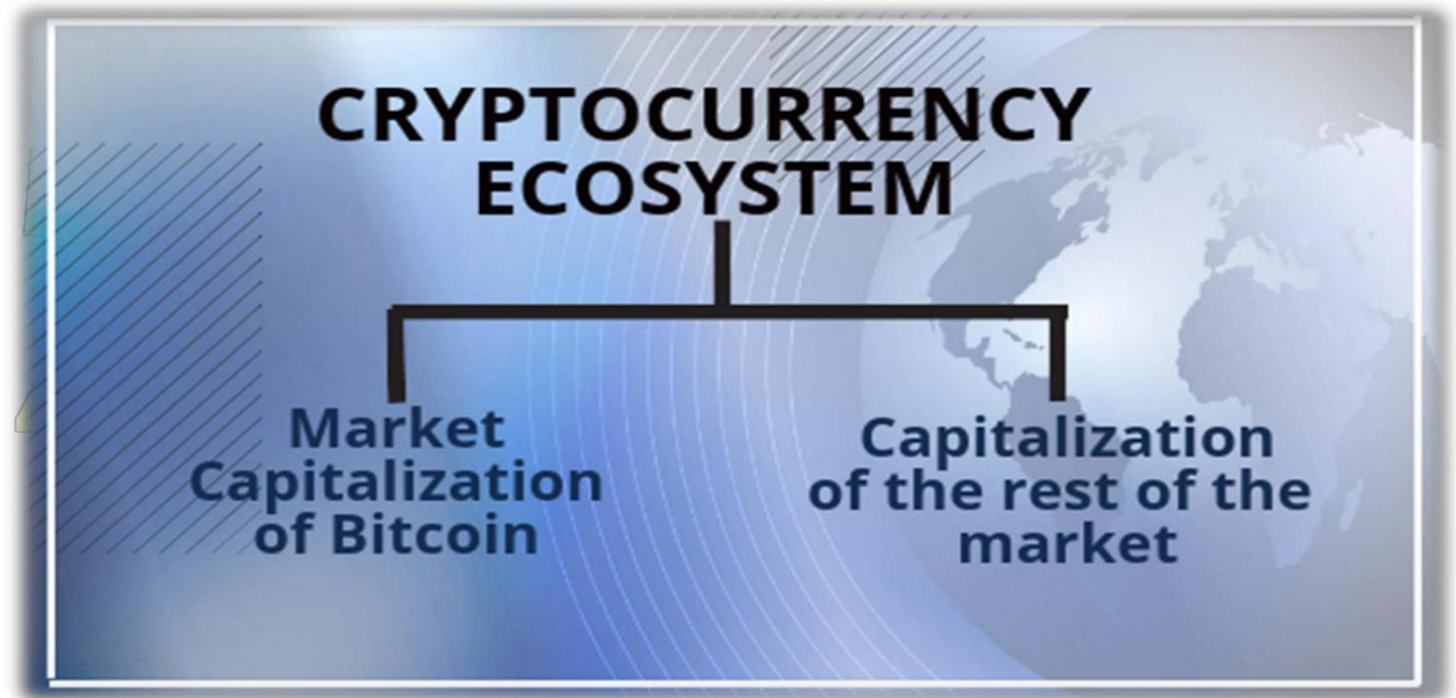 CRYPTOCURRENCY
ECOSYSTEM
Market
Capitalization
of Bitcoin
Capitalization
of the rest of the
market